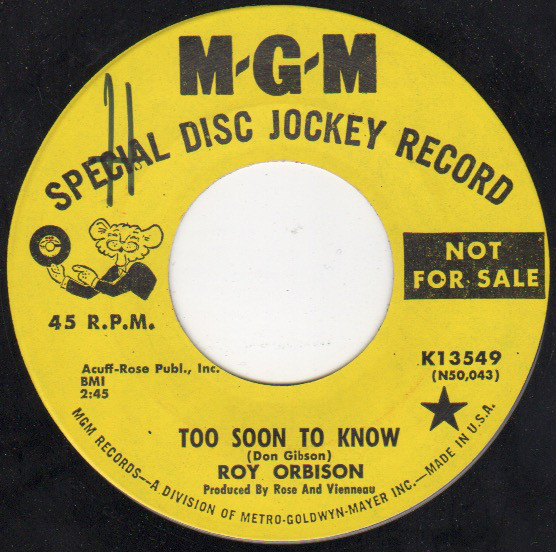 M-G-M
SPECIAL DISC JOCKEY RECORD
NOT
FOR SALE
45 R.P.M.
Acuff-Rose Publ., Inc.
BMI
2:45
K13549
(N50,043)
TOO SOON TO KNOW
(Don Gibson)
ROY ORBISON
Produced By Rose And Vienneau
MGM RECORDS—A DIVISION OF METRO-GOLDWYN-MAYER INC.—MADE IN U.S.A.